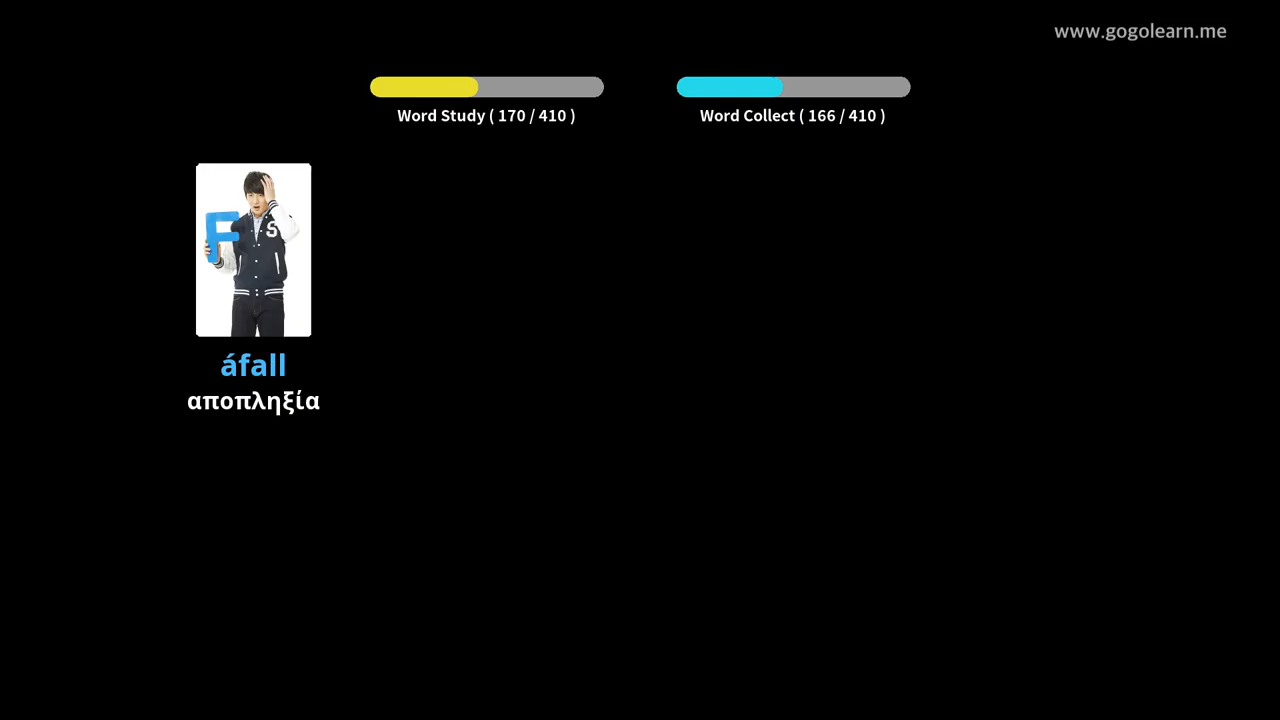 www.gogolearn.me
Word Study ( 170 / 410 )
Word Collect ( 166 / 410 )
F
S
áfall
αποπληξία